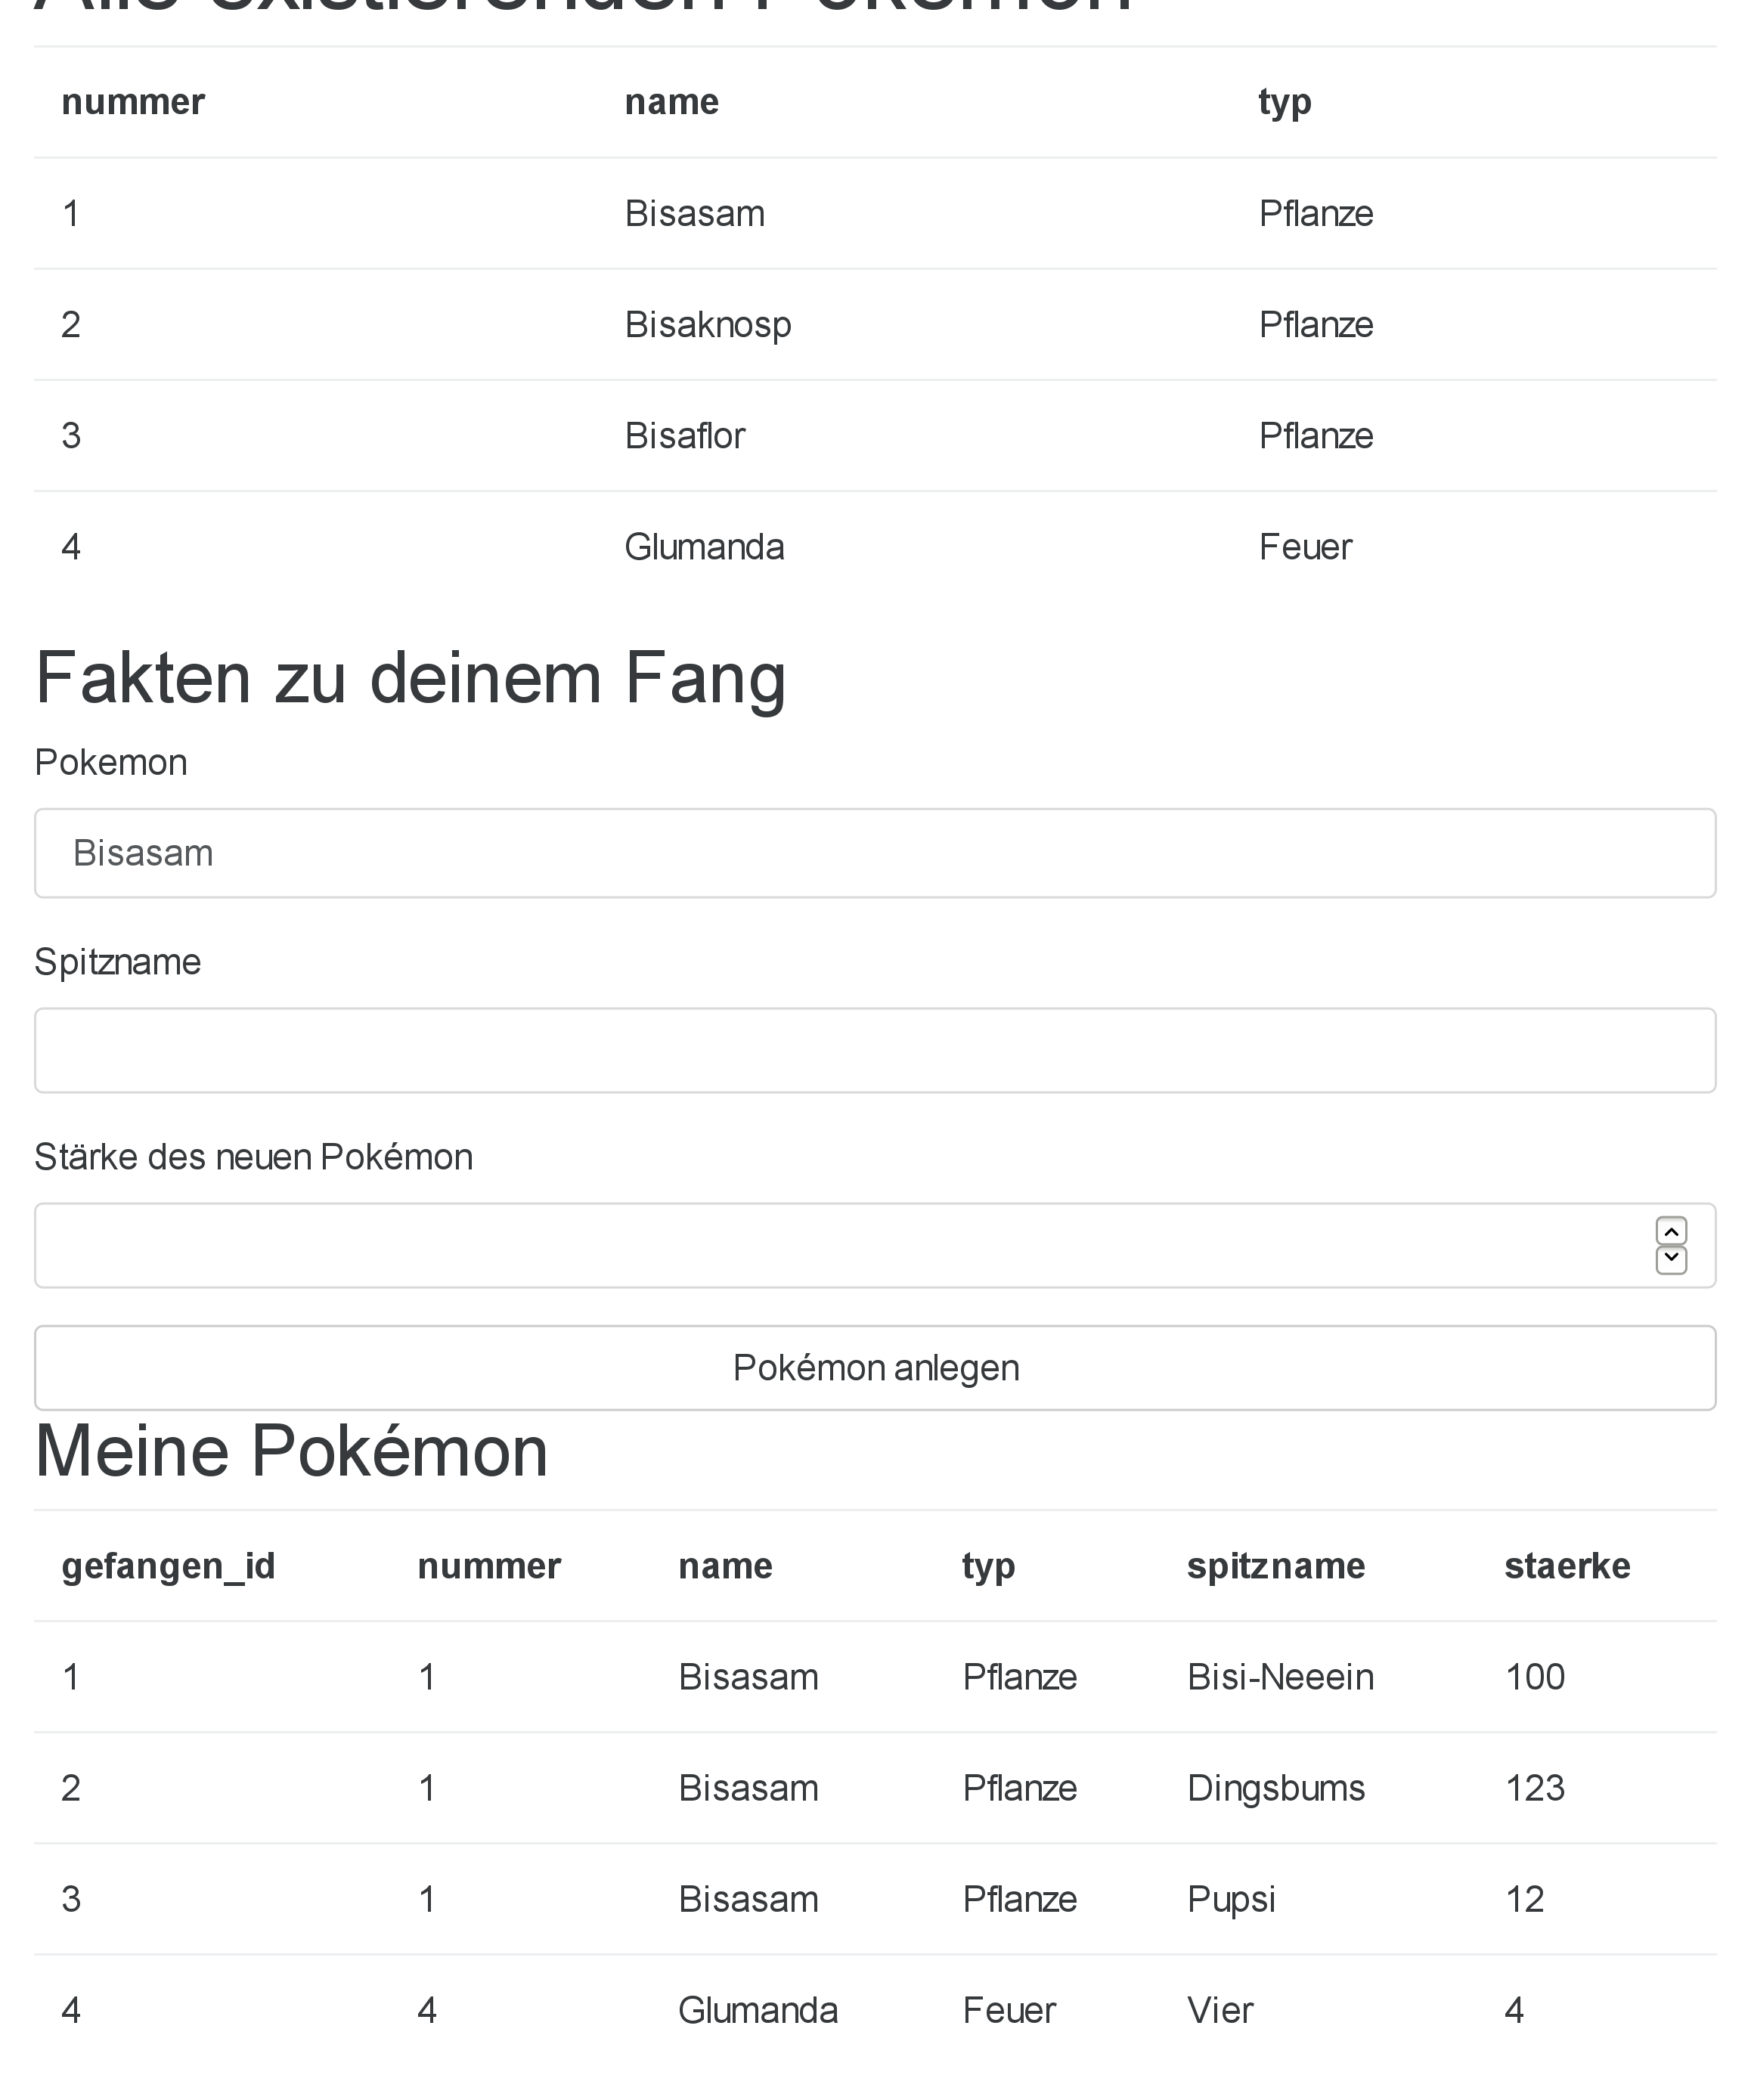 Alle existierenden Pokémon
nummer name typ
1 Bisasam Pflanze
2 Bisaknosp Pflanze
3 Bisaflor Pflanze
4 Glumanda Feuer
Fakten zu deinem Fang
Pokemon
Bisasam
Spitzname
Stärke des neuen Pokémon
Pokémon anlegen
Meine Pokémon
gefangen_id nummer name typ spitzname staerke
1 1 Bisasam Pflanze Bisi-Neeein 100
2 1 Bisasam Pflanze Dingsbums 123
3 1 Bisasam Pflanze Pupsi 12
4 4 Glumanda Feuer Vier 4